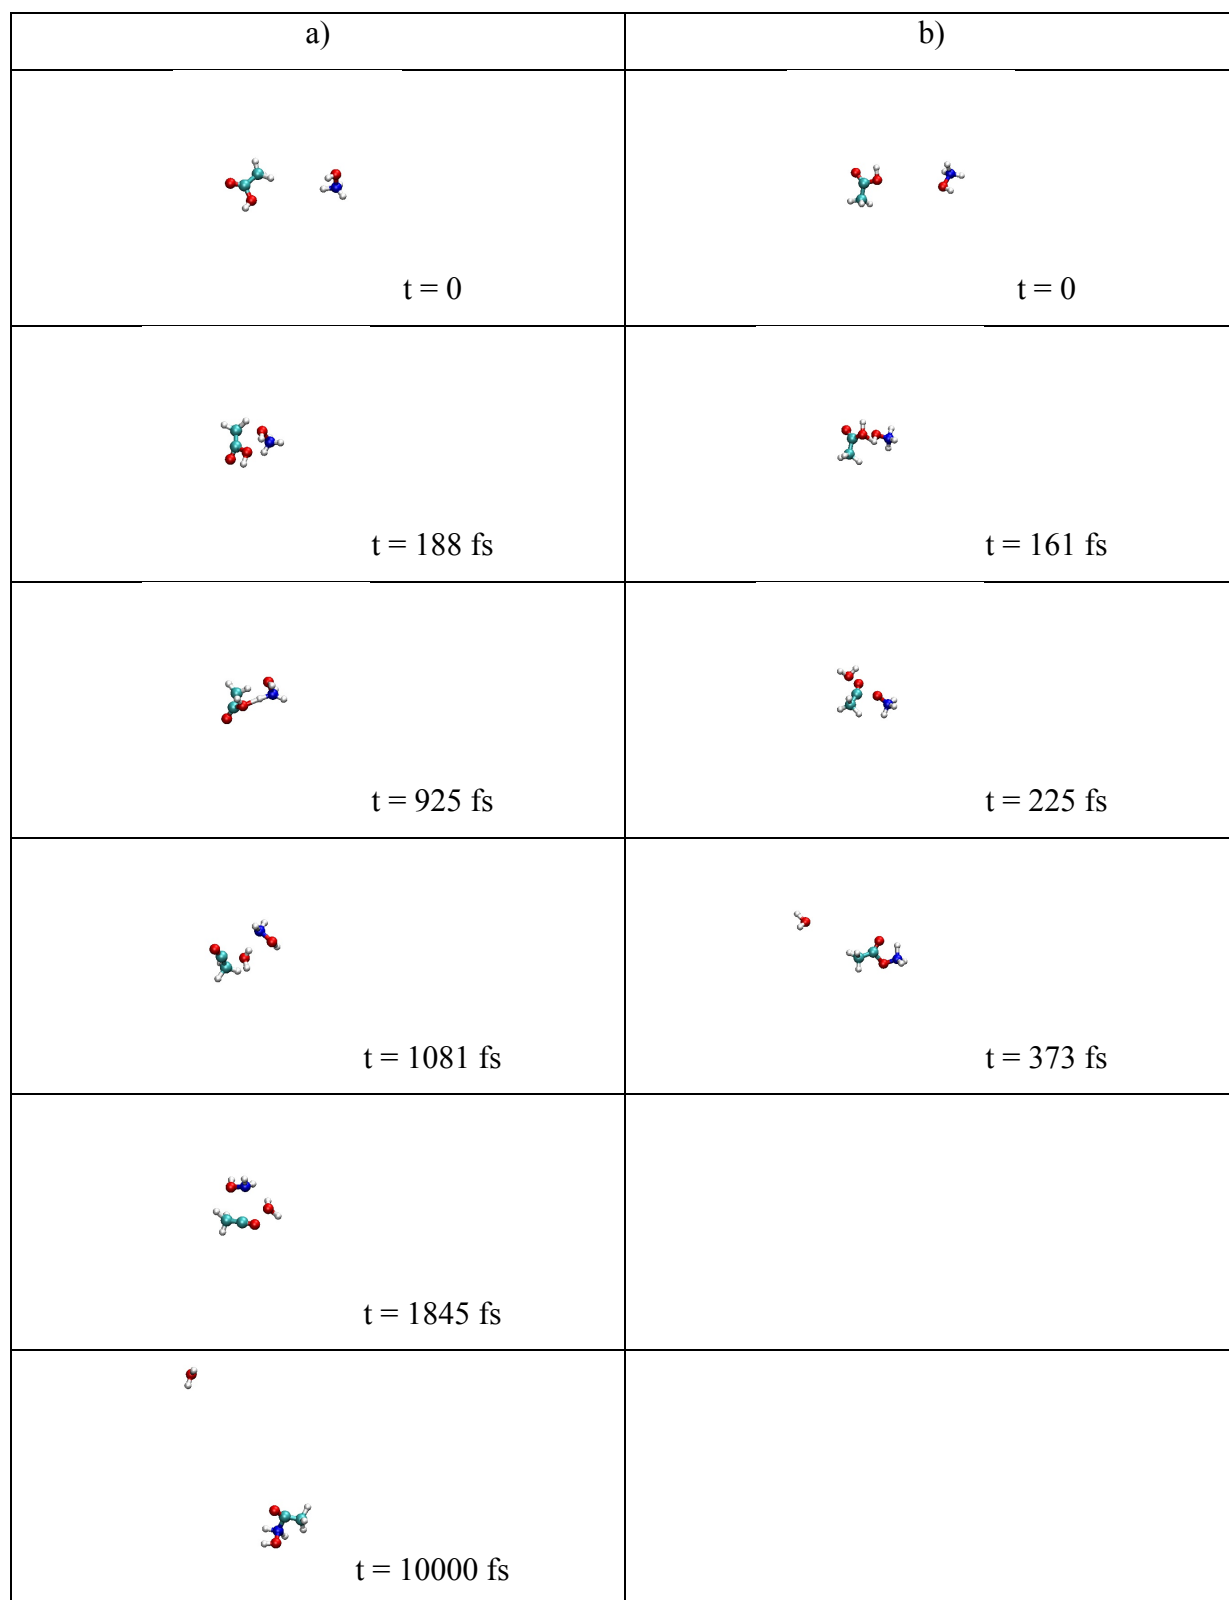 a) b)
t = 0 t = 0
t = 188 fs t = 161 fs
t = 925 fs t = 225 fs
t = 1081 fs t = 373 fs
t = 1845 fs
t = 10000 fs